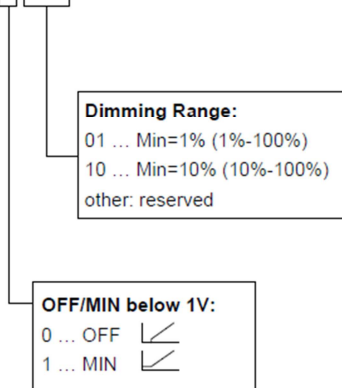 Dimming Range:
01 ... Min=1% (1%-100%)
10 ... Min=10% (10%-100%)
other: reserved
OFF/MIN below 1V:
0 ... OFF
1 ... MIN